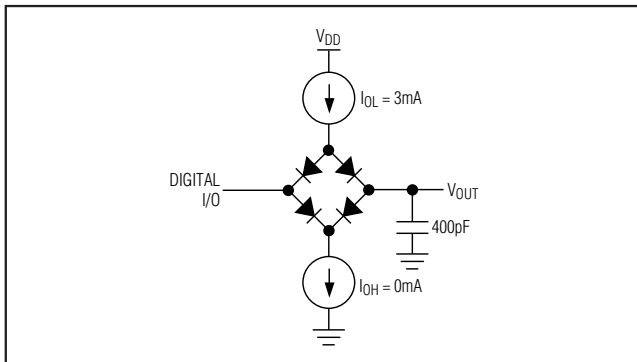 VDD
IOL = 3mA
DIGITAL
I/O
VOUT
400pF
IOH = 0mA